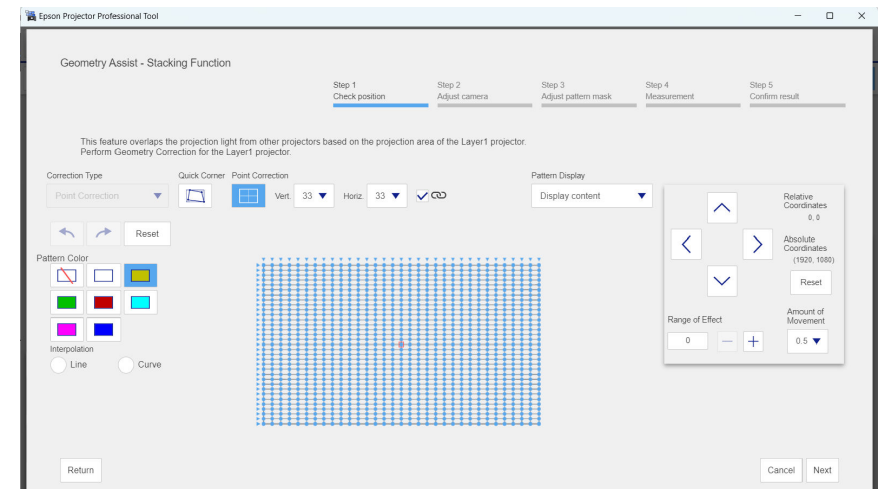 Epson Projector Professional Tool
Geometry Assist - Stacking Function
Step 1
Check position
Step 2
Adjust camera
Step 3
Adjust pattern mask
Step 4
Measurement
Step 5
Confirm result
This feature overlaps the projection light from other projectors based on the projection area of the Layer1 projector.
Perform Geometry Correction for the Layer1 projector.
Correction Type
Quick Corner
Point Correction
Pattern Display
Point Correction
Vert.
33
Horiz.
33
Display content
Reset
Pattern Color
Interpolation
Line
Curve
Relative
Coordinates
0, 0
Absolute
Coordinates
(1920, 1080)
Reset
Range of Effect
0
Amount of
Movement
0.5
Return
Cancel
Next